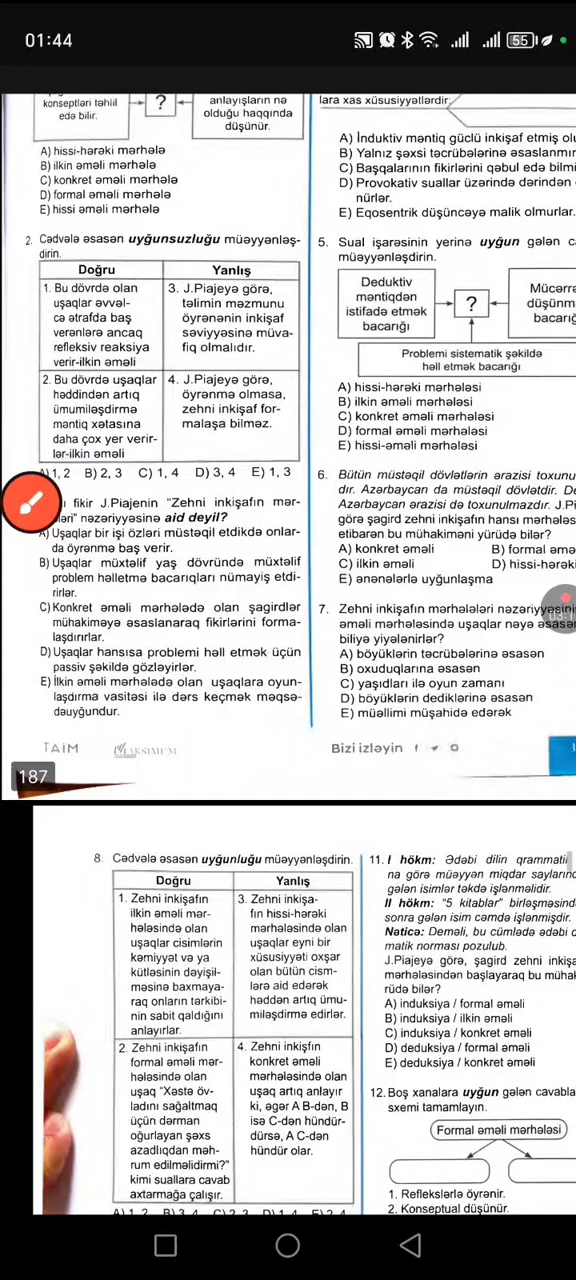 01:44
55
konseptləri təhlil
edə bilir.
?
anlayışların nə
olduğu haqqında
düşünür.
A) hissi-hərəki mərhələ
B) ilkin əməli mərhələ
C) konkret əməli mərhələ
D) formal əməli mərhələ
E) hissi əməli mərhələ
2. Cədvələ əsasən uyğunsuzluğu müəyyənləş-
dirin.
Doğru
Yanlış
1. Bu dövrdə olan
uşaqlar əvvəl-
cə ətrafda baş
verənlərə ancaq
refleksiv reaksiya
verir-ilkin əməli
3. J.Piajeyə görə,
təlimin məzmunu
öyrənənin inkişaf
səviyyəsinə müva-
fiq olmalıdır.
2. Bu dövrdə uşaqlar
həddindən artıq
ümumiləşdirmə
məntiq xətasına
daha çox yer verir-
lər-ilkin əməli
4. J.Piajeyə görə,
öyrənmə olmasa,
zehni inkişaf for-
malaşa bilməz.
A) 1, 2 B) 2, 3 C) 1, 4 D) 3, 4 E) 1, 3
fikir J.Piajenin "Zehni inkişafın mər-
nəzəriyyəsinə aid deyil?
A) Uşaqlar bir işi özləri müstəqil etdikdə onlar-
da öyrənmə baş verir.
B) Uşaqlar müxtəlif yaş dövründə müxtəlif
problem həlletmə bacarıqları nümayiş etdi-
rirlər.
C) Konkret əməli mərhələdə olan şagirdlər
mühakiməyə əsaslanaraq fikirlərini forma-
laşdırırlar.
D) Uşaqlar hansısa problemi həll etmək üçün
passiv şəkildə gözləyirlər.
E) İlkin əməli mərhələdə olan uşaqlara oyun-
laşdırma vasitəsi ilə dərs keçmək məqsə-
dəuyğundur.
TAİM
MAKSIMUM
187
lara xas xüsusiyyətlərdir:
A) İnduktiv məntiq güclü inkişaf etmiş
B) Yalnız şəxsi təcrübələrinə
C) Başqalarının fikirlərini qəbul edə
D) Provokativ suallar üzərində dərindən
nürlər.
E) Eqosentrik düşüncəyə malik olmurlar.
5. Sual işarəsinin yerinə uyğun gələn
müəyyənləşdirin.
Deduktiv
məntiqdən
istifadə etmək
bacarığı
?
Problemi sistematik şəkildə
həll etmək bacarığı
A) hissi-hərəki mərhələsi
B) ilkin əməli mərhələsi
C) konkret əməli mərhələsi
D) formal əməli mərhələsi
E) hissi-əməli mərhələsi
6. Bütün müstəqil dövlətlərin ərazisi
dır. Azərbaycan da müstəqil dövlətdir.
Azərbaycan ərazisi də toxunulmazdır.
görə şagird zehni inkişafın hansı
etibarən bu mühakiməni yürüdə bilər?
A) konkret əməli B) formal
C) ilkin əməli D)
E) ənənələrlə uyğunlaşma
7. Zehni inkişafın mərhələləri nəzəriyyəsinə
əməli mərhələsində uşaqlar nəyə
biliyə yiyələnirlər?
A) böyüklərin təcrübələrinə əsasən
B) oxuduqlarına əsasən
C) yaşıdları ilə oyun zamanı
D) böyüklərin dediklərinə əsasən
E) müəllimi müşahidə edərək
Bizi izləyin
8. Cədvələ əsasən uyğunluğu müəyyənləşdirin.
Doğru
Yanlış
1. Zehni inkişafın
ilkin əməli mər-
hələsində olan
uşaqlar cisimlərin
kəmiyyət və ya
kütləsinin dəyişil-
məsinə baxmaya-
raq onların tərkibi-
nin sabit qaldığını
anlayırlar.
3. Zehni inkişa-
fın hissi-hərəki
mərhələsində olan
uşaqlar eyni bir
xüsusiyyəti oxşar
olan bütün cism-
lərə aid edərək
həddən artıq ümu-
miləşdirmə edirlər.
2. Zehni inkişafın
formal əməli mər-
hələsində olan
uşaq "Xəstə öv-
ladını sağaltmaq
üçün dərman
oğurlayan şəxs
azadlıqdan məh-
rum edilməlidirmi?"
kimi suallara cavab
axtarmağa çalışır.
4. Zehni inkişfın
konkret əməli
mərhələsində olan
uşaq artıq anlayır
ki, əgər A B-dən, B
isə C-dən hündür-
dürsə, A C-dən
hündür olar.
A) 1, 2 B) 3, 4 C) 2, 3 D) 1, 4 E) 2, 4
11. I hökm: Ədəbi dilin
na görə müəyyən miqdar
gələn isimlər təkdə işlənməlidir.
II hökm: "5 kitablar"
sonra gələn isim cəmdə işlənmişdir.
Nəticə: Deməli, bu cümlədə ədəbi
matik norması pozulub.
J.Piajeyə görə, şagird zehni
mərhələsindən başlayaraq bu
rüdə bilər?
A) induksiya / formal əməli
B) induksiya / ilkin əməli
C) induksiya / konkret əməli
D) deduksiya / formal əməli
E) deduksiya / konkret əməli
12. Boş xanalara uyğun gələn
sxemi tamamlayın.
Formal əməli mərhələsi
1. Reflekslərlə öyrənir.
2. Konseptual düşünür.